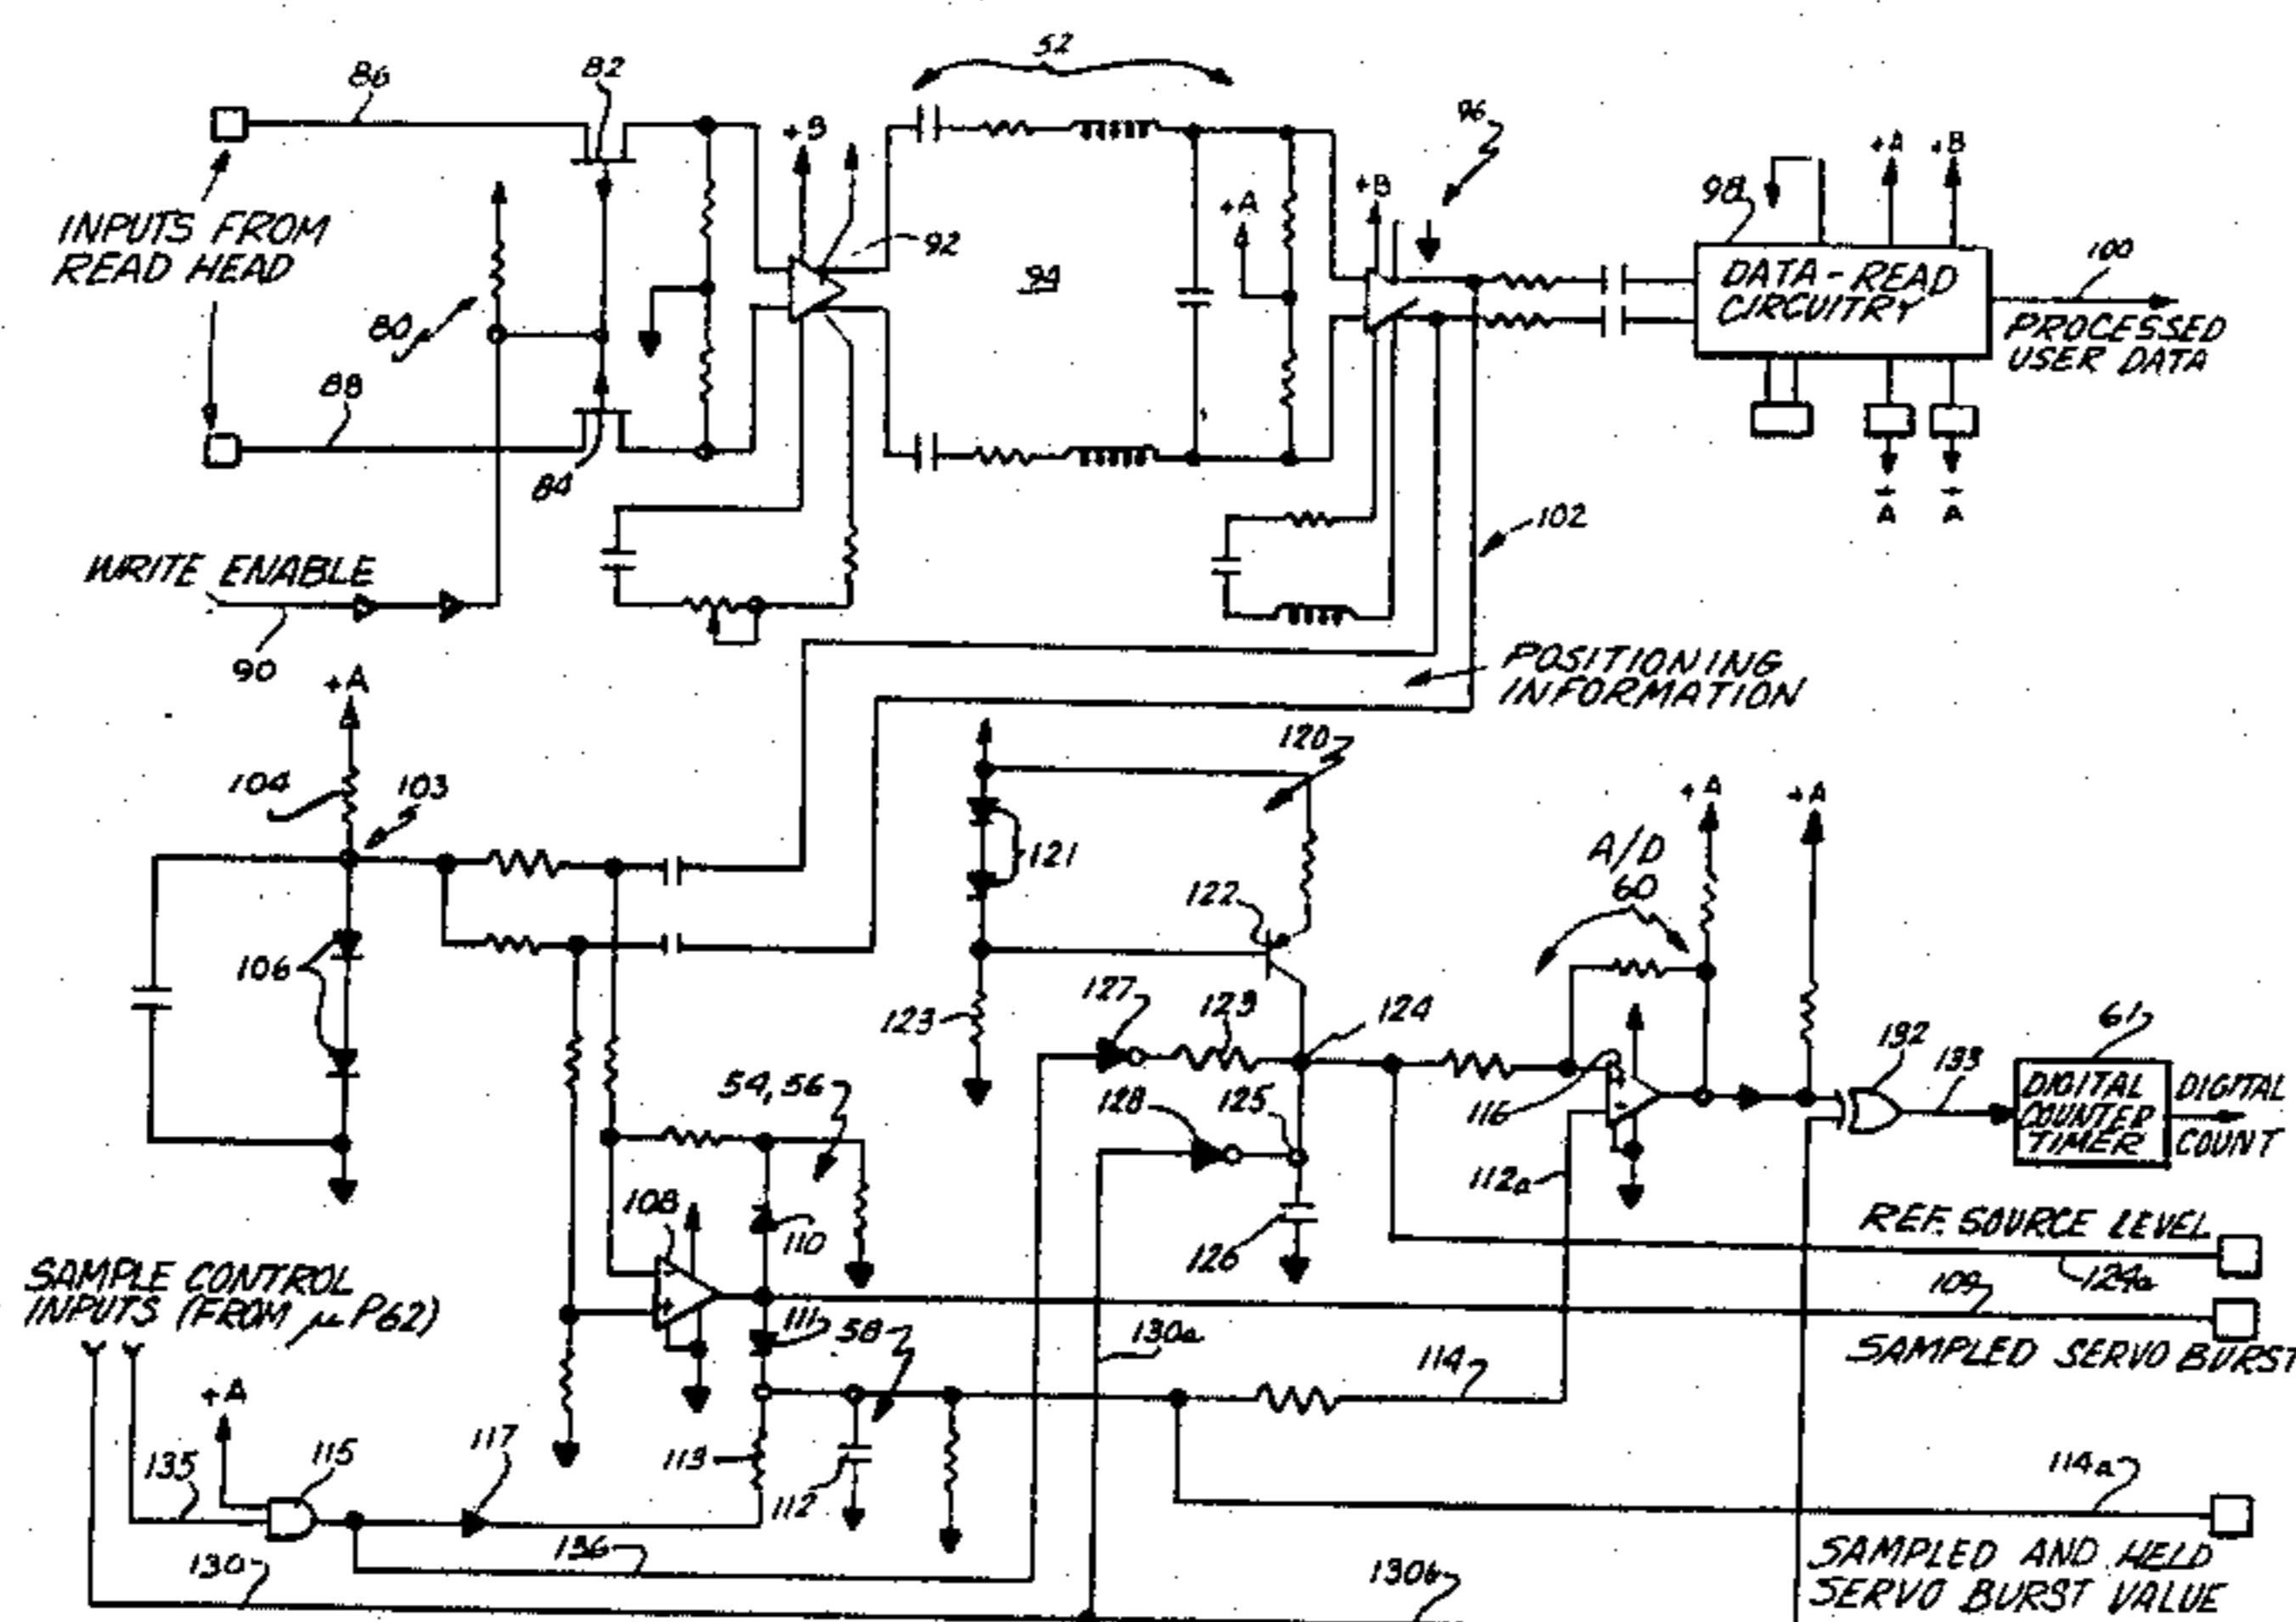 52
86
82
96
+B
+A +B
+A
+B
98
INPUTS FROM
READ HEAD
92
94
DATA-READ
CIRCUITRY
100
80
PROCESSED
USER DATA
88
84
A
A
102
WRITE ENABLE
90
POSITIONING
INFORMATION
+A
120
104
103
+A
+A
A/D
60
121
122
106
127
129
124
61
123
132
133
54,56
128
125
116
DIGITAL
COUNTER
TIMER
DIGITAL
COUNT
112a
108
110
126
REF. SOURCE LEVEL
124a
SAMPLE CONTROL
INPUTS (FROM μP62)
109
111
58
130a
114
SAMPLED SERVO BURST
+A
135
115
117
113
112
114a
136
130
130b
SAMPLED AND HELD
SERVO BURST VALUE